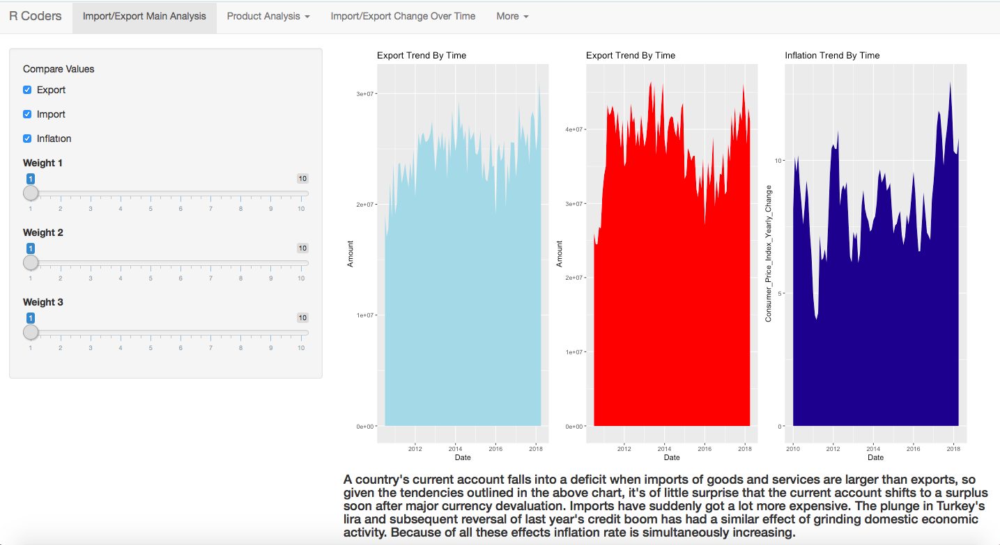 R Coders Import/Export Main Analysis Product Analysis Import/Export Change Over Time More
Compare Values
Export
Import
Inflatıon
Weight 1
1 10
1 2 3 4 5 6 7 8 9 10
Weight 2
1 10
1 2 3 4 5 6 7 8 9 10
Weight 3
1 10
1 2 3 4 5 6 7 8 9 10
Export Trend By Time
3e+07
2e+07
1e+07
0e+00
Amount
2012 2014 2016 2018
Date
Export Trend By Time
4e+07
3e+07
2e+07
1e+07
0e+00
Amount
2012 2014 2016 2018
Date
Inflation Trend By Time
10
5
0
Consumer_Price_Index_Yearly_Change
2010 2012 2014 2016 2018
Date
A country's current account falls into a deficit when imports of goods and services are larger than exports, so
given the tendencies outlined in the above chart, it's of little surprise that the current account shifts to a surplus
soon after major currency devaluation. Imports have suddenly got a lot more expensive. The plunge in Turkey's
lira and subsequent reversal of last year's credit boom has had a similar effect of grinding domestic economic
activity. Because of all these effects inflation rate is simultaneously increasing.